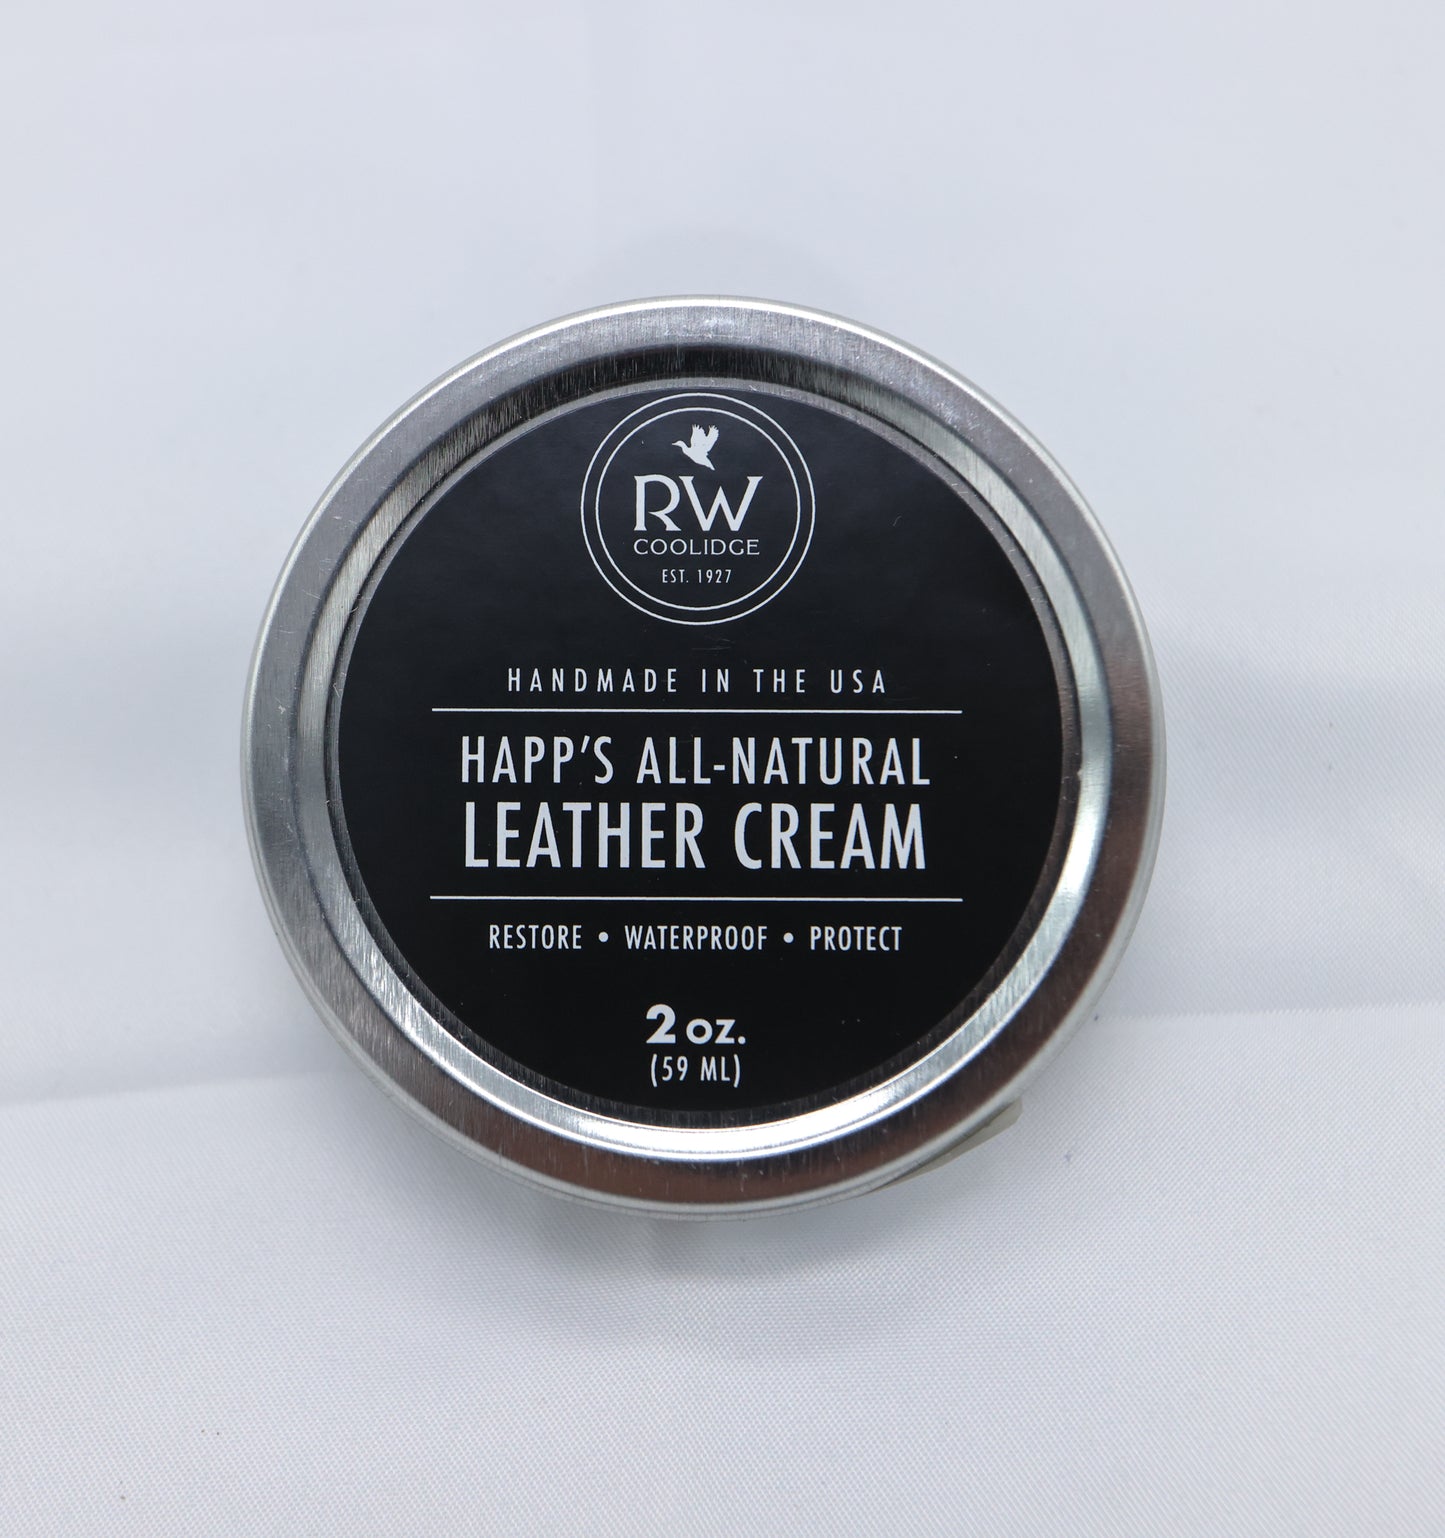 RW
COOLIDGE
EST. 1927
HANDMADE IN THE USA
HAPP'S ALL-NATURAL
LEATHER CREAM
RESTORE • WATERPROOF • PROTECT
2 oz.
(59 ML)